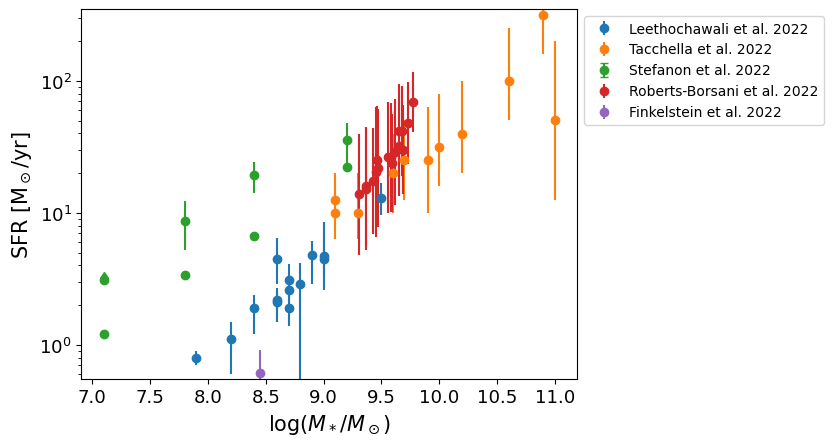 Leethochawali et al. 2022
Tacchella et al. 2022
Stefanon et al. 2022
Roberts-Borsani et al. 2022
Finkelstein et al. 2022
SFR [M⊙/yr]
10²
10¹
10⁰
7.0 7.5 8.0 8.5 9.0 9.5 10.0 10.5 11.0
log(M*/M⊙)